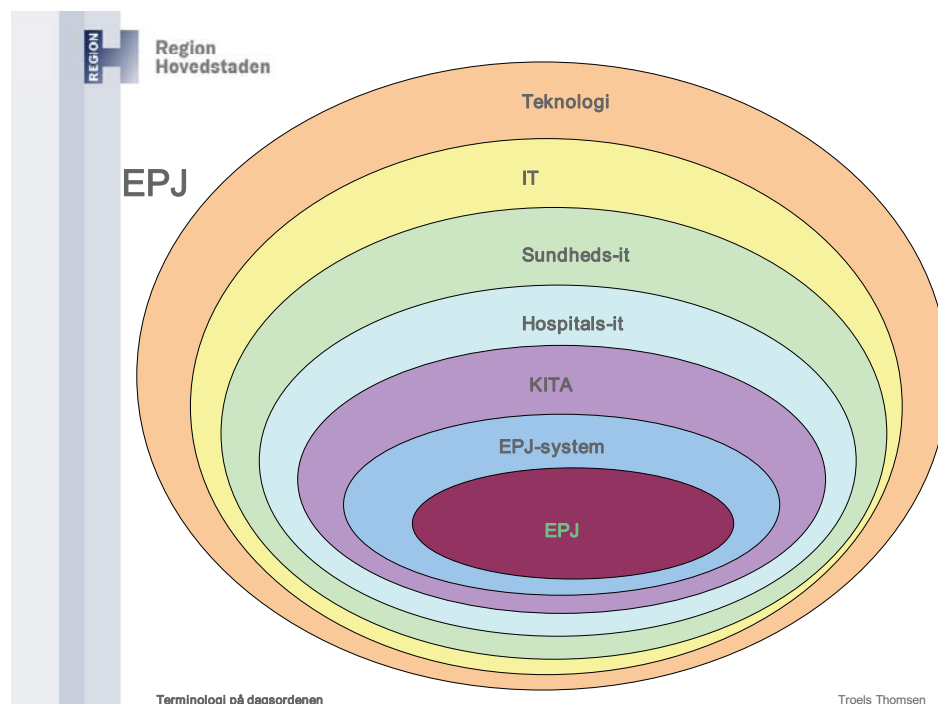 REGION
Region
Hovedstaden
EPJ
Teknologi
IT
Sundheds-it
Hospitals-it
KITA
EPJ-system
EPJ
Terminologi på dagsordenen
Troels Thomsen